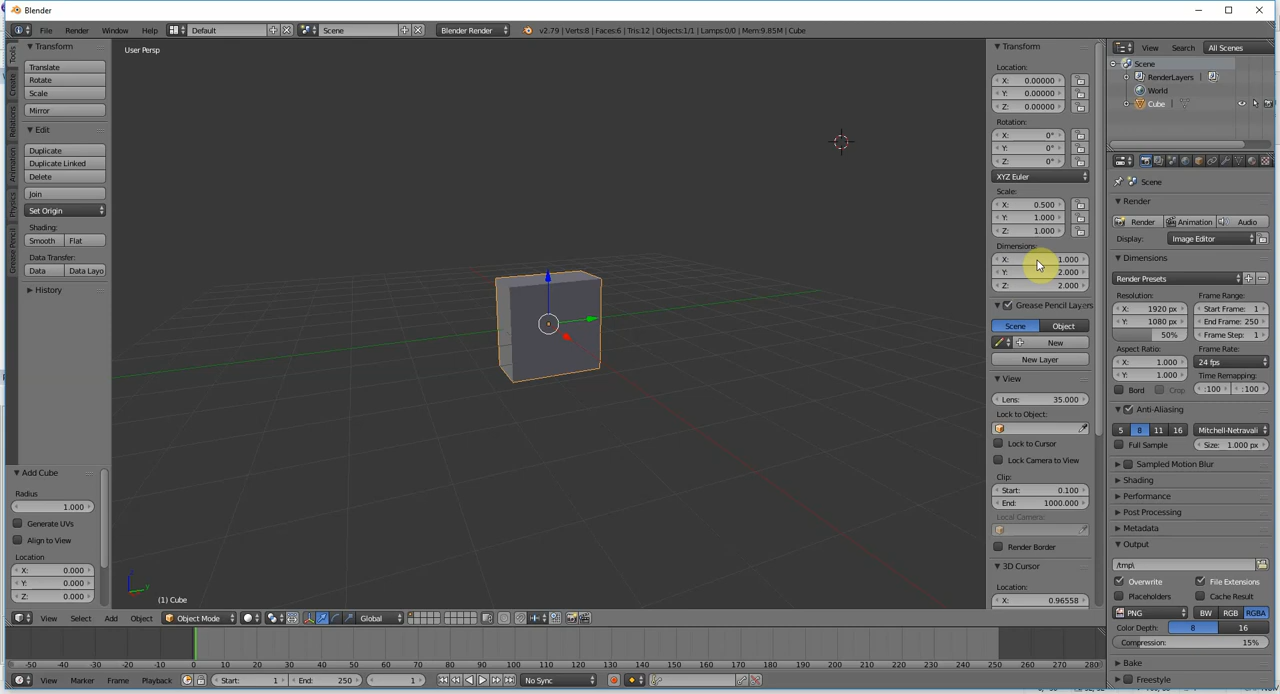 Blender
File Render Window Help Default Scene Blender Render v2.79 | Verts:8 | Faces:6 | Tris:12 | Objects:1/1 | Lamps:0/0 | Mem:9.85M | Cube
Tools
Create
Relations
Animation
Physics
Grease Pencil
Transform
Translate
Rotate
Scale
Mirror
Edit
Duplicate
Duplicate Linked
Delete
Join
Set Origin
Shading:
Smooth Flat
Data Transfer:
Data Data Layo
History
Add Cube
Radius
1.000
Generate UVs
Align to View
Location
X: 0.000
Y: 0.000
Z: 0.000
User Persp
z
y
(1) Cube
Transform
Location:
X: 0.00000
Y: 0.00000
Z: 0.00000
Rotation:
X: 0°
Y: 0°
Z: 0°
XYZ Euler
Scale:
X: 0.500
Y: 1.000
Z: 1.000
Dimensions:
X: 1.000
Y: 2.000
Z: 2.000
Grease Pencil Layers
Scene Object
New
New Layer
View
Lens: 35.000
Lock to Object:
Lock to Cursor
Lock Camera to View
Clip:
Start: 0.100
End: 1000.000
Local Camera:
Render Border
3D Cursor
Location:
X: 0.96558
View Search All Scenes
Scene
RenderLayers |
World
Cube |
Scene
Render
Render Animation Audio
Display: Image Editor
Dimensions
Render Presets
Resolution: Frame Range:
X: 1920 px Start Frame: 1
Y: 1080 px End Frame: 250
50% Frame Step: 1
Aspect Ratio: Frame Rate:
X: 1.000 24 fps
Y: 1.000 Time Remapping:
Bord Crop :100 :100
Anti-Aliasing
5 8 11 16 Mitchell-Netravali
Full Sample Size: 1.000 px
Sampled Motion Blur
Shading
Performance
Post Processing
Metadata
Output
/tmp\
Overwrite File Extensions
Placeholders Cache Result
PNG BW RGB RGBA
Color Depth: 8 16
Compression: 15%
Bake
Freestyle
View Select Add Object Object Mode Global
-50 -40 -30 -20 -10 0 10 20 30 40 50 60 70 80 90 100 110 120 130 140 150 160 170 180 190 200 210 220 230 240 250 260 270 280
View Marker Frame Playback Start: 1 End: 250 1 No Sync